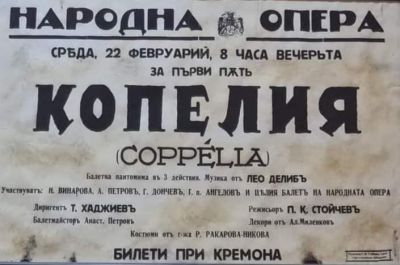 НАРОДНА ОПЕРА
СРѢДА, 22 ФЕВРУАРИЙ, 8 ЧАСА ВЕЧЕРЬТА
ЗА ПЪРВИ ПѪТЬ
КОПЕЛИЯ
(COPPÉLIA)
Балетна пантомима въ 3 действия. Музика отъ ЛЕО ДЕЛИБЪ
Участвуватъ: Н. ВИНАРОВА, А. ПЕТРОВЪ, Г. ДОНЧЕВЪ, Г. п. АНГЕЛОВЪ И ЦѢЛИЯ БАЛЕТЪ НА НАРОДНАТА ОПЕРА
Диригентъ Т. ХАДЖИЕВЪ Режисьоръ П. К. СТОЙЧЕВЪ
Балетмайсторъ Анаст. Петровъ Декори отъ Ал. Миленковъ
Костюми отъ г-жа Р. РАКАРОВА-НИКОВА
БИЛЕТИ ПРИ КРЕМОНА